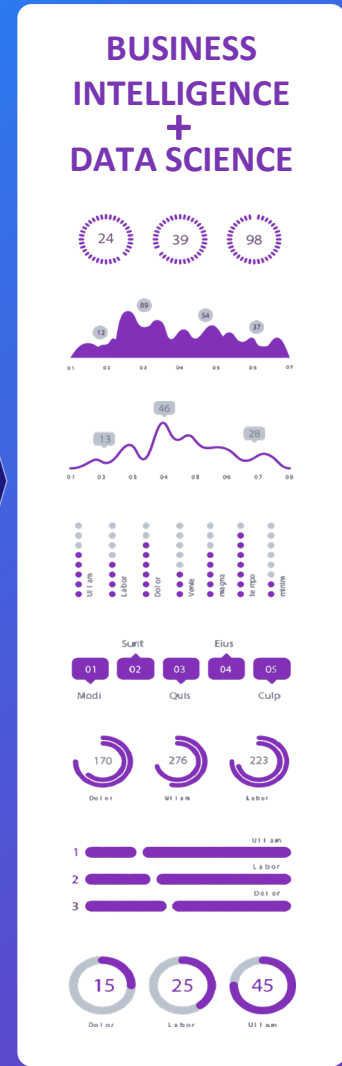 BUSINESS
INTELLIGENCE
+
DATA SCIENCE
24 39 98
89
54
12
37
01 02 03 04 05 06 07
46
13 28
01 02 03 04 05 06 07 08
Ullam Labor Dolor Venia magna tempo minima
Sunt Eius
01 02 03 04 05
Modi Quis Culp
170 276 223
Dolor Ullam Labor
Ullam
1
Labor
2
Dolor
3
15 25 45
Dolor Labor Ullam